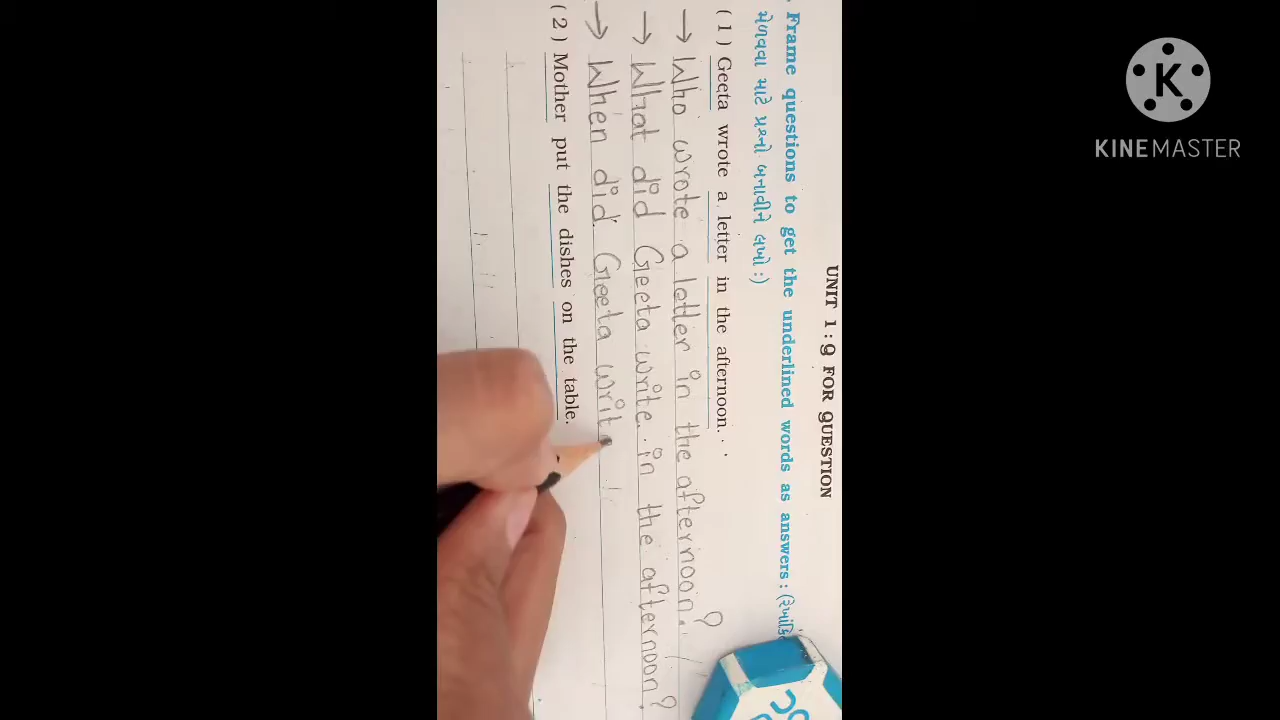 UNIT 1 : 9 FOR QUESTION
Frame questions to get the underlined words as answers : (રેખાંકિ
મેળવવા માટે પ્રશ્નો બનાવીને લખો :)
( 1 ) Geeta wrote a letter in the afternoon.
→ Who wrote a letter in the afternoon. ?
→ What did Geeta write in the afternoon?
→ When did Geeta write
( 2 ) Mother put the dishes on the table.
K
KINEMASTER